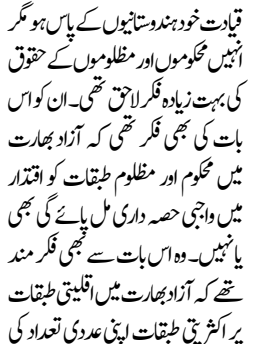 قیادت خود ہندوستانیوں کے پاس ہو مگر
انہیں محکوموں اور مظلوموں کے حقوق
کی بہت زیادہ فکر لاحق تھی۔ ان کو اس
بات کی بھی فکر تھی کہ آزاد بھارت
میں محکوم اور مظلوم طبقات کو اقتدار
میں واجبی حصہ داری مل پائے گی بھی
یا نہیں۔ وہ اس بات سے بھی فکر مند
تھے کہ آزاد بھارت میں اقلیتی طبقات
پر اکثریتی طبقات اپنی عددی تعداد کی